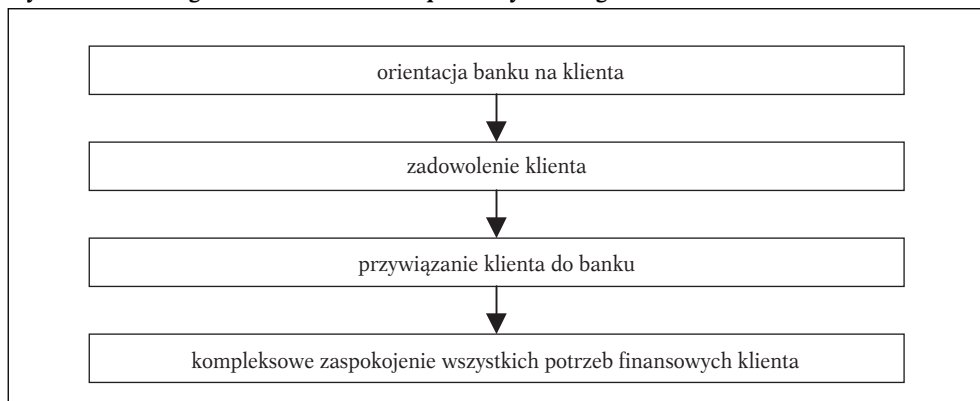 orientacja banku na klienta
zadowolenie klienta
przywiązanie klienta do banku
kompleksowe zaspokojenie wszystkich potrzeb finansowych klienta